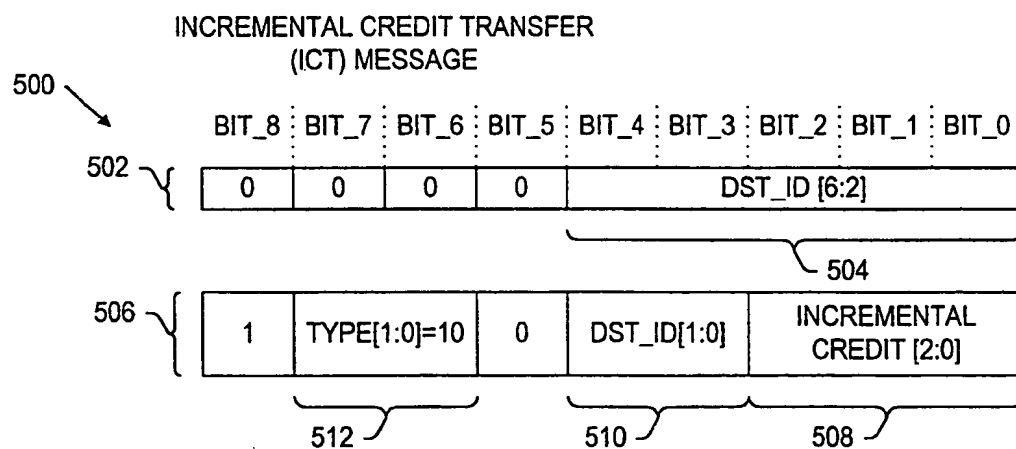 INCREMENTAL CREDIT TRANSFER
(ICT) MESSAGE
500
BIT_8 BIT_7 BIT_6 BIT_5 BIT_4 BIT_3 BIT_2 BIT_1 BIT_0
502
0 0 0 0 DST_ID [6:2]
504
506
1 TYPE[1:0]=10 0 DST_ID[1:0] INCREMENTAL
CREDIT [2:0]
512 510 508